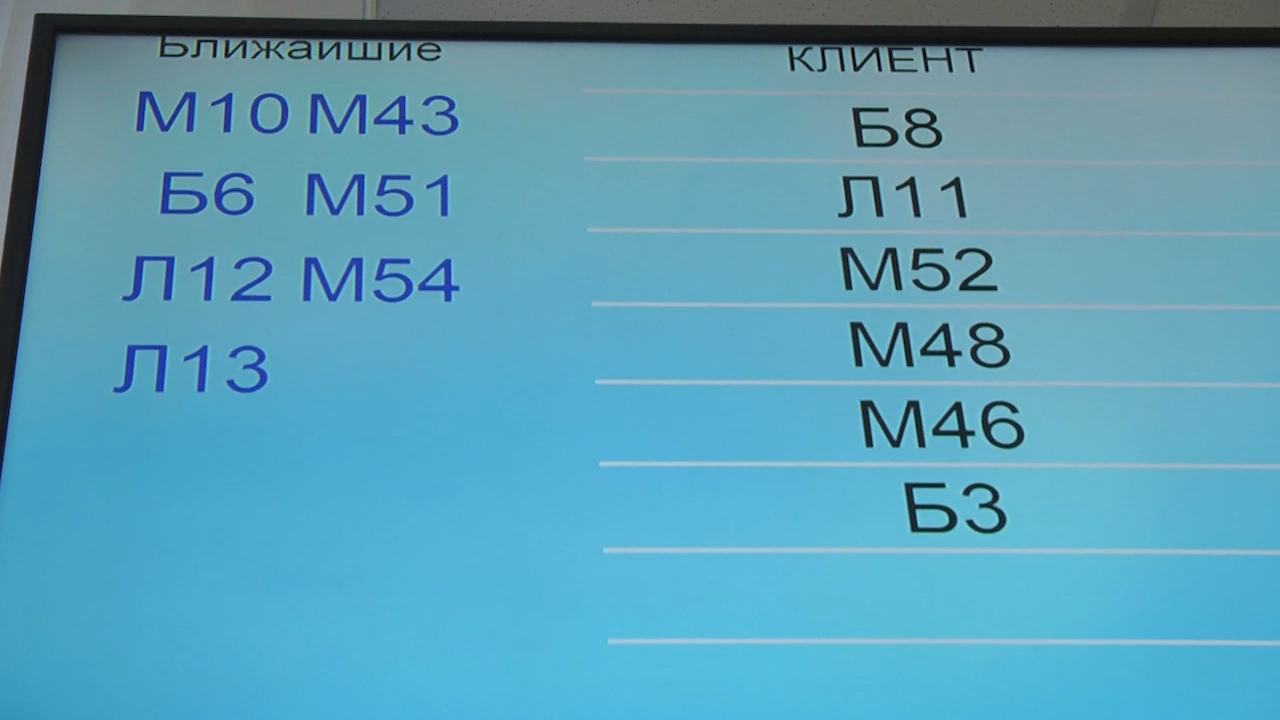 Ближайшие
М10 М43
Б6 М51
Л12 М54
Л13
КЛИЕНТ
Б8
Л11
М52
М48
М46
Б3